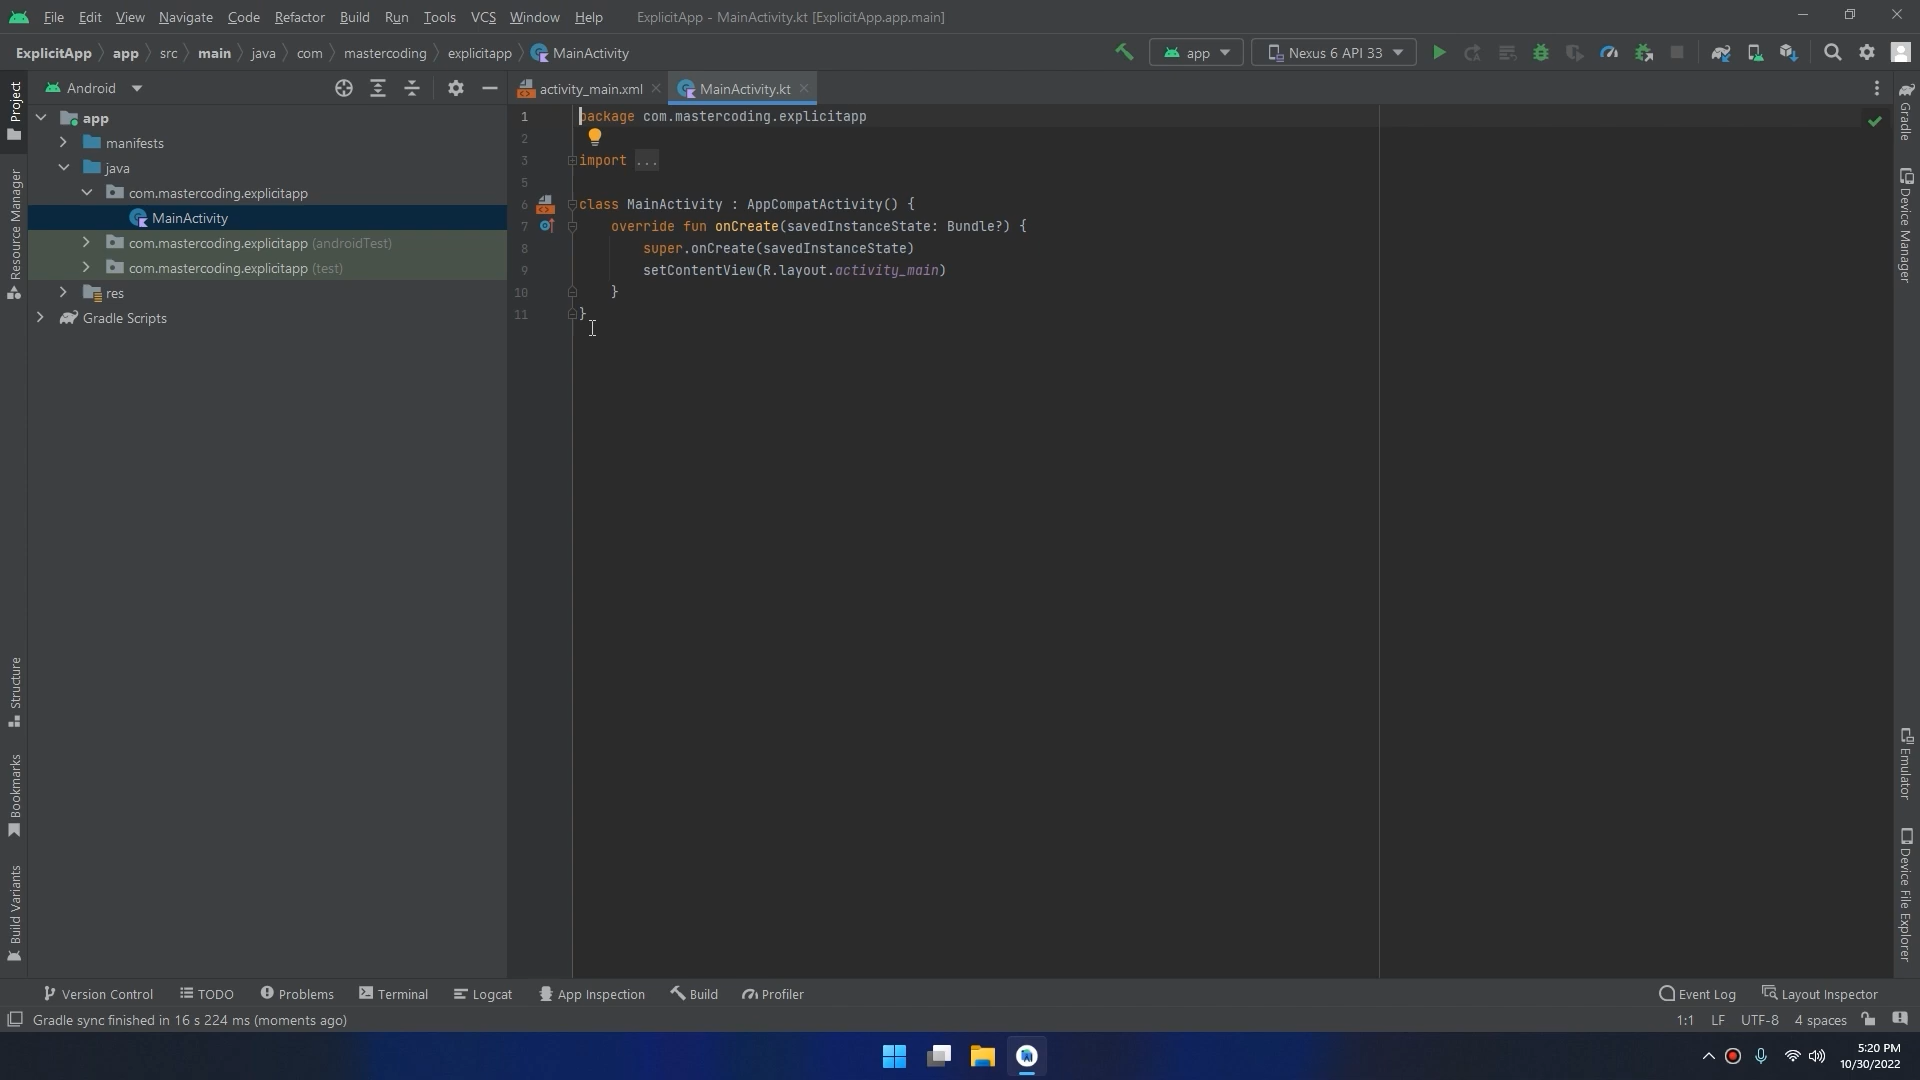 File Edit View Navigate Code Refactor Build Run Tools VCS Window Help ExplicitApp - MainActivity.kt [ExplicitApp.app.main]
ExplicitApp app src main java com mastercoding explicitapp MainActivity app Nexus 6 API 33
Project
Resource Manager
Structure
Bookmarks
Build Variants
Android
app
manifests
java
com.mastercoding.explicitapp
MainActivity
com.mastercoding.explicitapp (androidTest)
com.mastercoding.explicitapp (test)
res
Gradle Scripts
activity_main.xml MainActivity.kt
1 package com.mastercoding.explicitapp
2
3 import ...
5
6 class MainActivity : AppCompatActivity() {
7 override fun onCreate(savedInstanceState: Bundle?) {
8 super.onCreate(savedInstanceState)
9 setContentView(R.layout.activity_main)
10 }
11 }
Gradle
Device Manager
Emulator
Device File Explorer
Version Control TODO Problems Terminal Logcat App Inspection Build Profiler Event Log Layout Inspector
Gradle sync finished in 16 s 224 ms (moments ago) 1:1 LF UTF-8 4 spaces
5:20 PM
10/30/2022